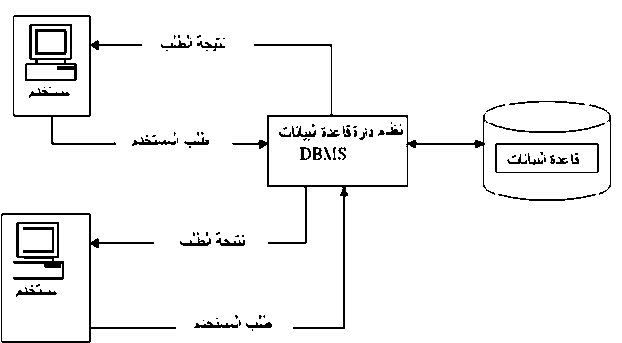 نتيجة الطلب
مستخدم
طلب المستخدم
نظام إدارة قاعدة البيانات
DBMS
قاعدة البيانات
نتيجة الطلب
مستخدم
طلب المستخدم